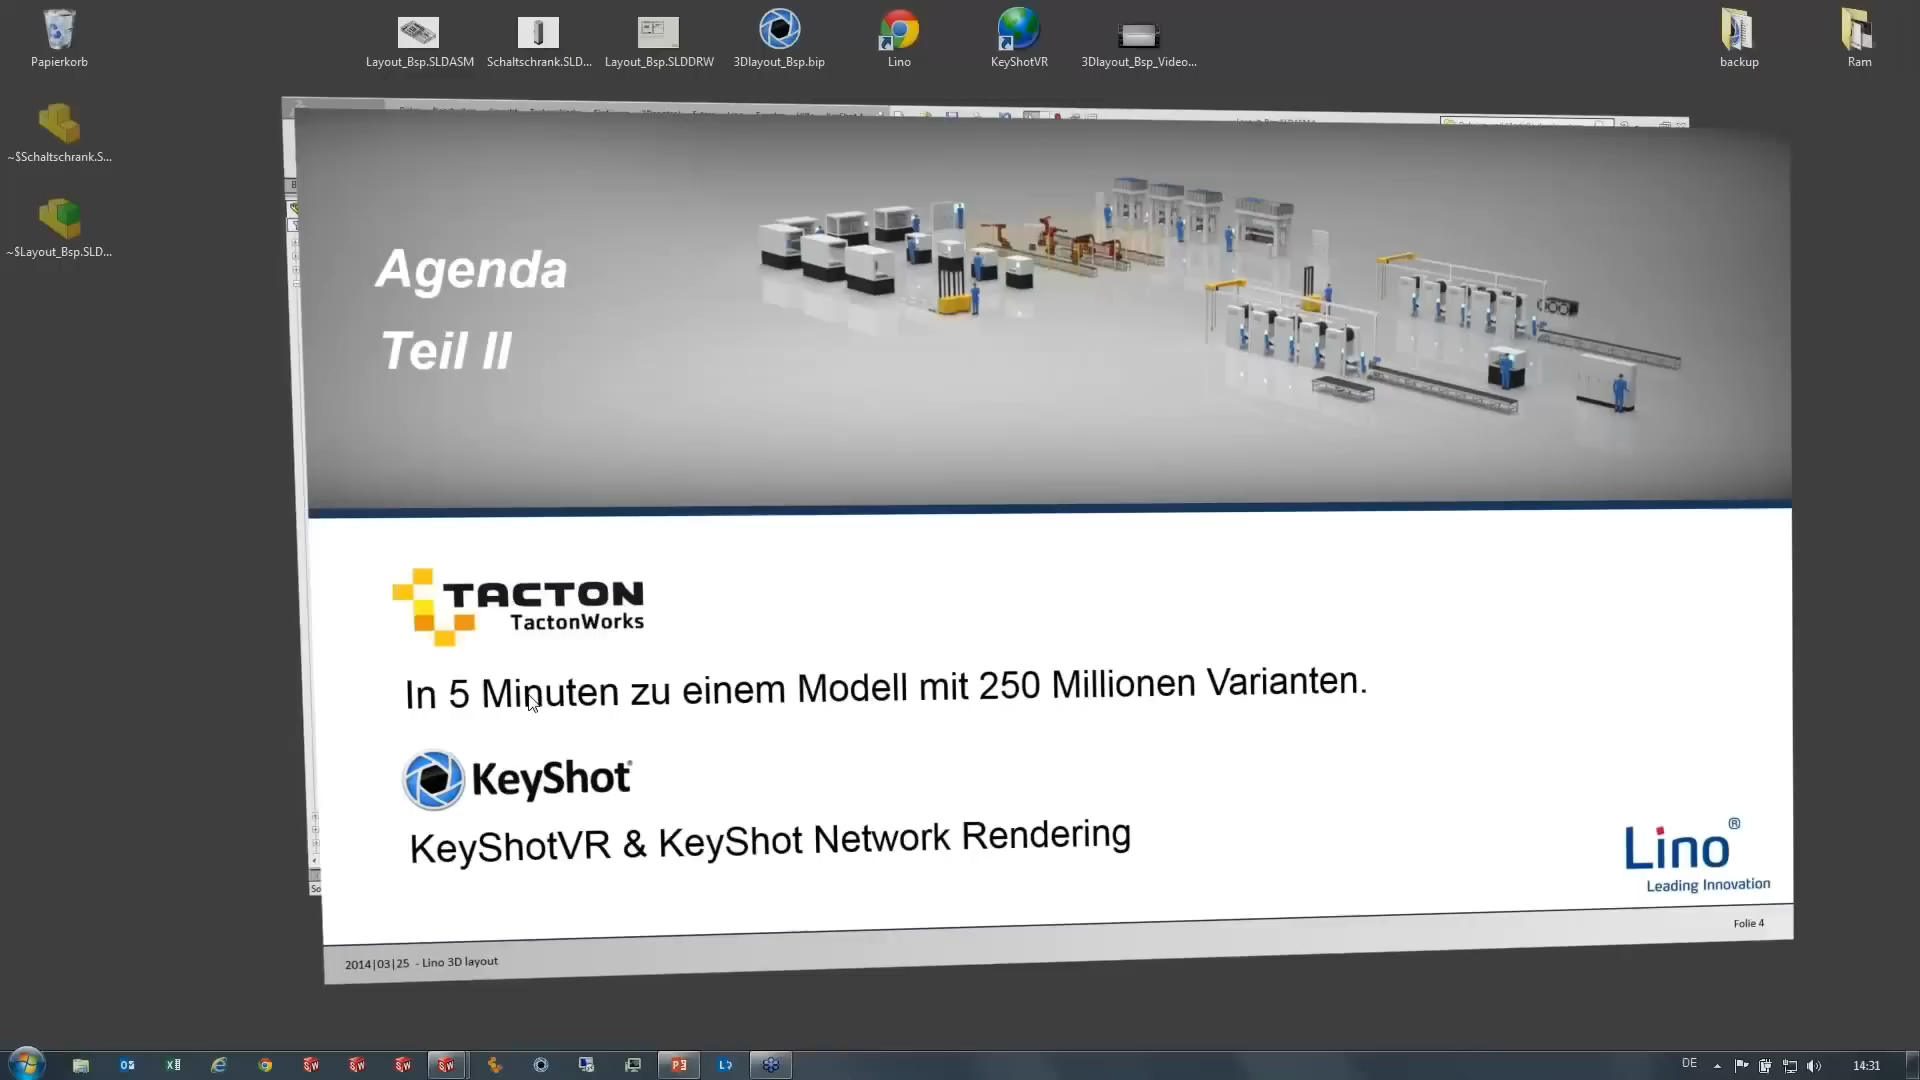 Papierkorb
Layout_Bsp.SLDASM
Schaltschrank.SLD...
Layout_Bsp.SLDDRW
3Dlayout_Bsp.bip
Lino
KeyShotVR
3Dlayout_Bsp_Video...
backup
Ram
~$Schaltschrank.S...
~$Layout_Bsp.SLD...
Agenda
Teil II
TACTON
TactonWorks
In 5 Minuten zu einem Modell mit 250 Millionen Varianten.
KeyShot
KeyShotVR & KeyShot Network Rendering
Lino®
Leading Innovation
Folie 4
2014|03|25 - Lino 3D layout
So
DE
14:31